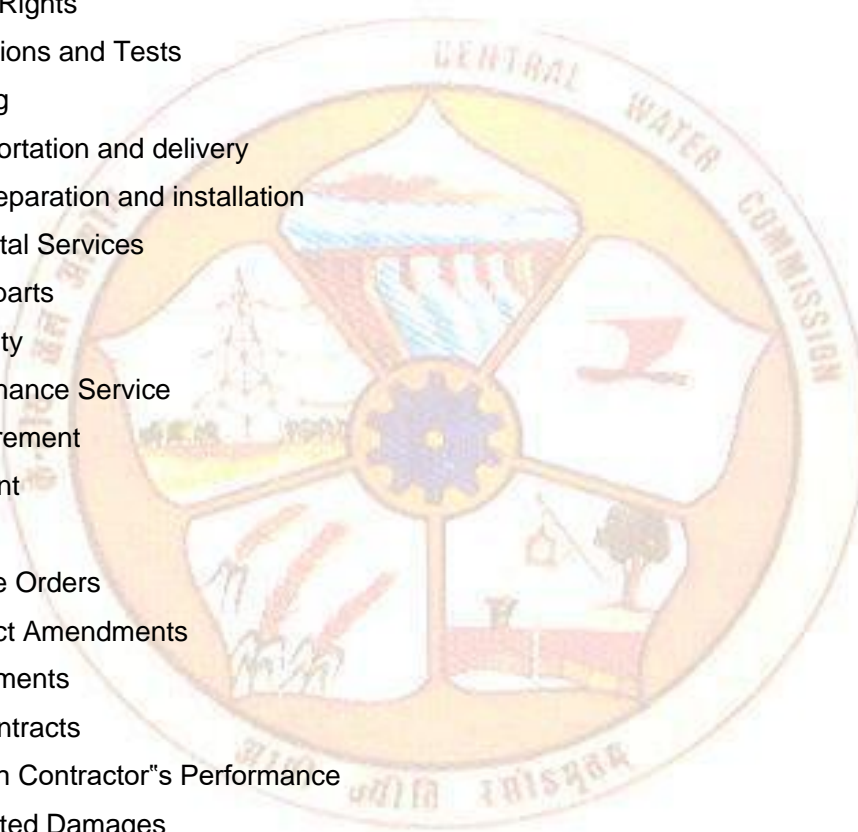 Rights
ions and Tests
g
ortation and delivery
eparation and installation
tal Services
parts
ty
nance Service
rement
nt
e Orders
ct Amendments
ments
ntracts
n Contractor‟s Performance
ted Damages
CENTRAL WATER COMMISSION